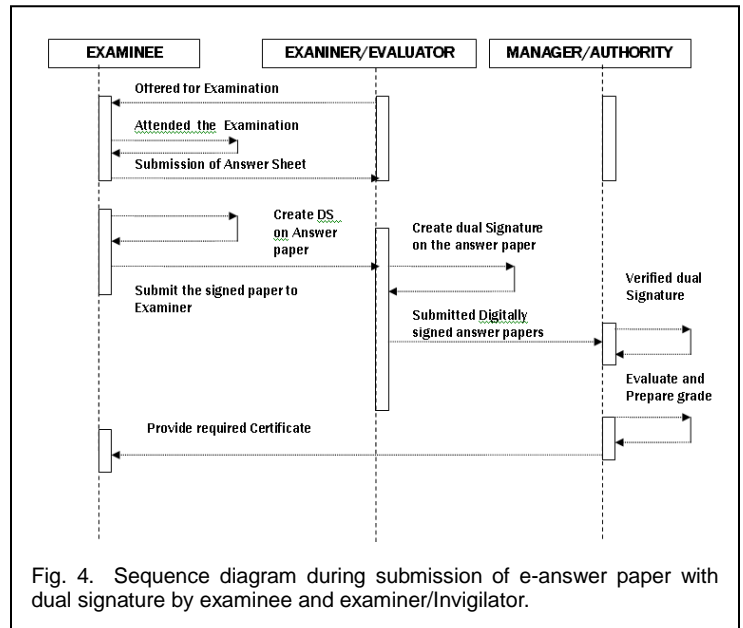 EXAMINEE
EXANINER/EVALUATOR
MANAGER/AUTHORITY
Offered for Examination
Attended the Examination
Submission of Answer Sheet
Create DS
on Answer
paper
Create dual Signature
on the answer paper
Submit the signed paper to
Examiner
Verified dual
Signature
Submitted Digitally
signed answer papers
Evaluate and
Prepare grade
Provide required Certificate
Fig. 4. Sequence diagram during submission of e-answer paper with
dual signature by examinee and examiner/Invigilator.